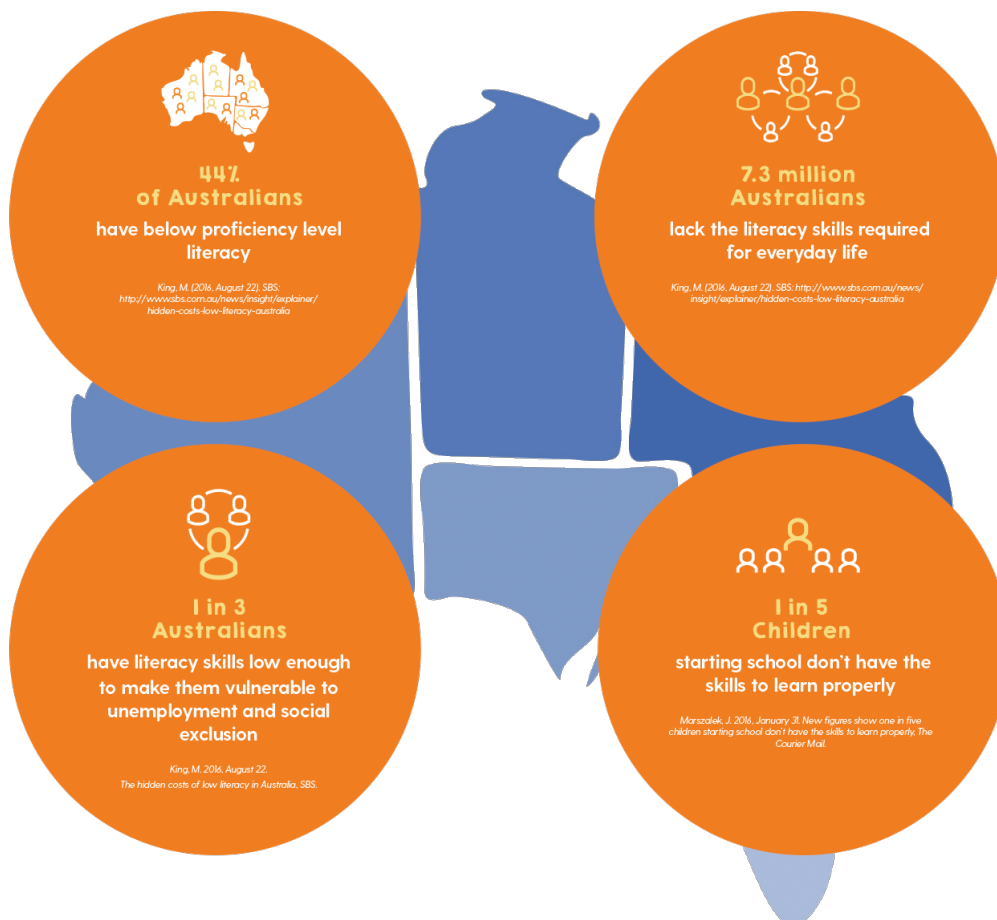 44%
of Australians
have below proficiency level
literacy
King, M. (2016, August 22). SBS:
http://www.sbs.com.au/news/insight/explainer/
hidden-costs-low-literacy-australia
7.3 million
Australians
lack the literacy skills required
for everyday life
King, M. (2016, August 22). SBS: http://www.sbs.com.au/news/
insight/explainer/hidden-costs-low-literacy-australia
1 in 3
Australians
have literacy skills low enough
to make them vulnerable to
unemployment and social
exclusion
King, M. 2016, August 22.
The hidden costs of low literacy in Australia, SBS.
1 in 5
Children
starting school don't have the
skills to learn properly
Marszalek, J. 2016, January 31. New figures show one in five
children starting school don't have the skills to learn properly, The
Courier Mail.